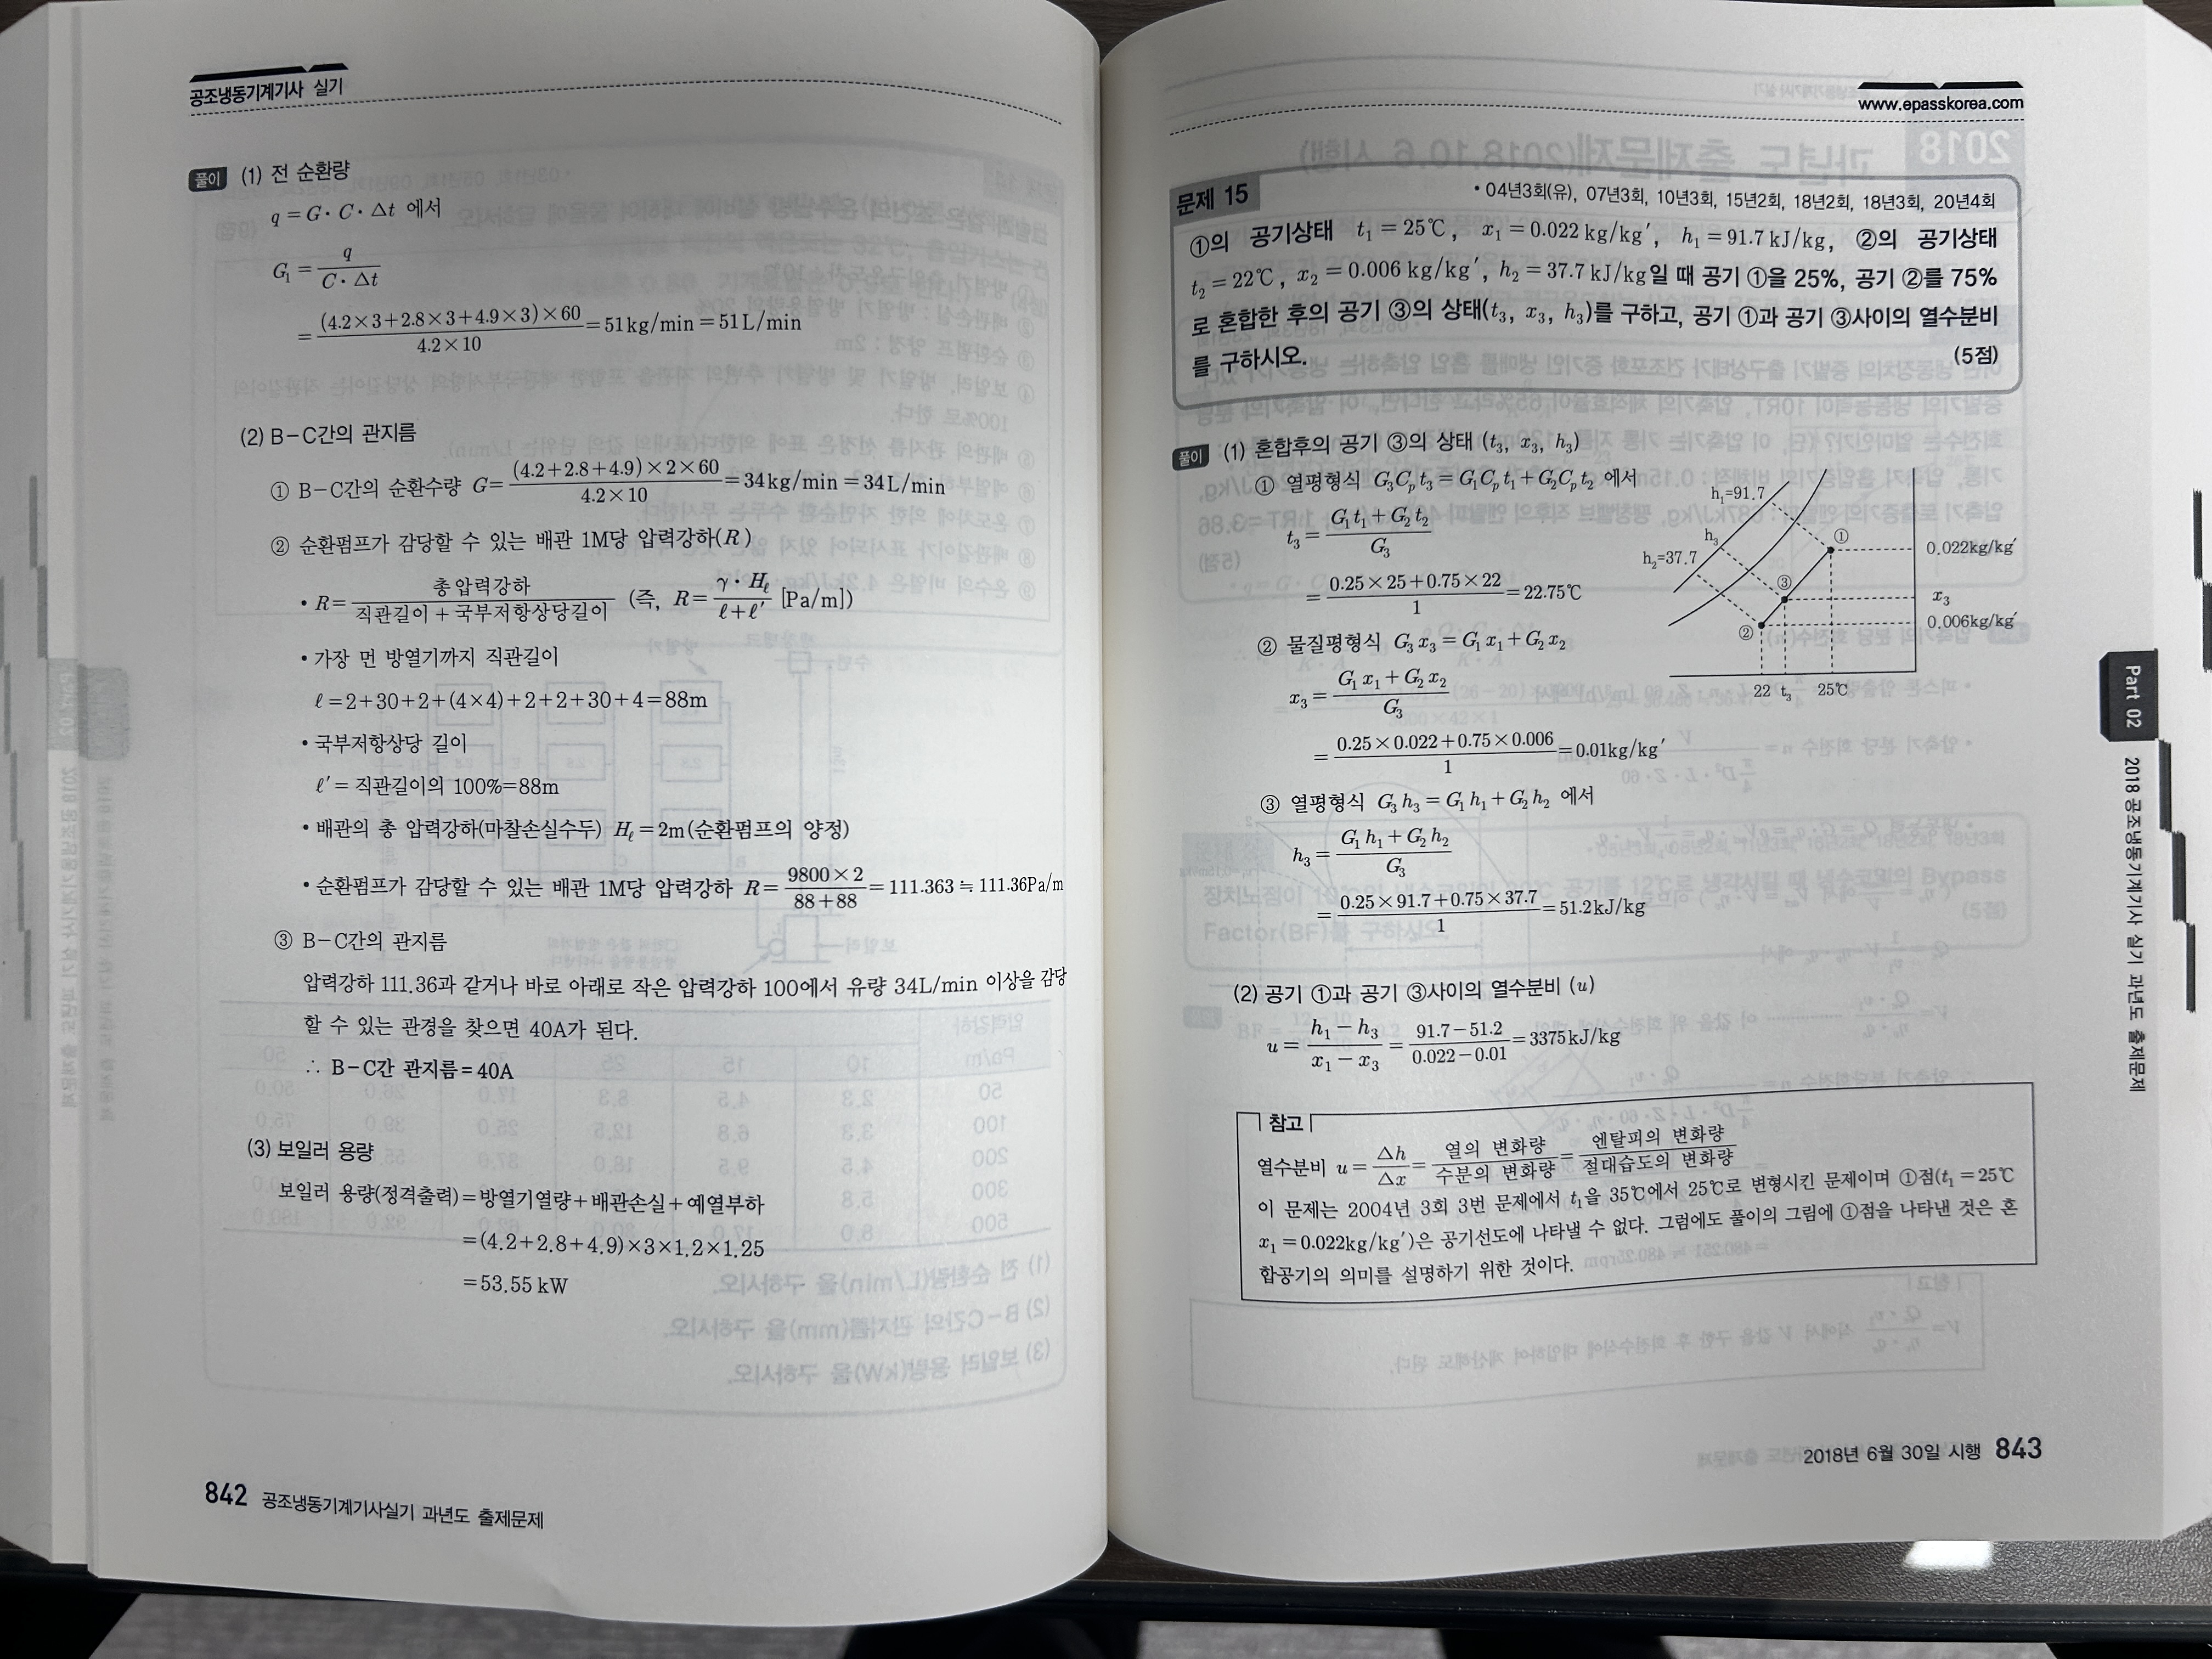 공조냉동기계기사 실기
풀이 (1) 전 순환량
q = G · C · Δt 에서
G₁ = q / (C · Δt)
= (4.2×3+2.8×3+4.9×3)×60 / (4.2×10) = 51kg/min = 51L/min
(2) B-C간의 관지름
① B-C간의 순환수량 G = (4.2+2.8+4.9)×2×60 / (4.2×10) = 34kg/min = 34L/min
② 순환펌프가 감당할 수 있는 배관 1M당 압력강하(R)
• R = 총압력강하 / (직관길이 + 국부저항상당길이) (즉, R = γ · Hℓ / (ℓ+ℓ′) [Pa/m])
• 가장 먼 방열기까지 직관길이
ℓ = 2+30+2+(4×4)+2+2+30+4 = 88m
• 국부저항상당 길이
ℓ′ = 직관길이의 100%=88m
• 배관의 총 압력강하(마찰손실수두) Hℓ = 2m(순환펌프의 양정)
• 순환펌프가 감당할 수 있는 배관 1M당 압력강하 R = 9800×2 / (88+88) = 111.363 ≒ 111.36Pa/m
③ B-C간의 관지름
압력강하 111.36과 같거나 바로 아래로 작은 압력강하 100에서 유량 34L/min 이상을 감당
할 수 있는 관경을 찾으면 40A가 된다.
∴ B-C간 관지름=40A
(3) 보일러 용량
보일러 용량(정격출력)=방열기열량+배관손실+예열부하
=(4.2+2.8+4.9)×3×1.2×1.25
=53.55 kW
842 공조냉동기계기사실기 과년도 출제문제
www.epasskorea.com
문제 15
• 04년3회(유), 07년3회, 10년3회, 15년2회, 18년2회, 18년3회, 20년4회
①의 공기상태 t₁ = 25℃, x₁ = 0.022 kg/kg′, h₁ = 91.7 kJ/kg, ②의 공기상태
t₂ = 22℃, x₂ = 0.006 kg/kg′, h₂ = 37.7 kJ/kg일 때 공기 ①을 25%, 공기 ②를 75%
로 혼합한 후의 공기 ③의 상태(t₃, x₃, h₃)를 구하고, 공기 ①과 공기 ③사이의 열수분비
를 구하시오. (5점)
풀이 (1) 혼합후의 공기 ③의 상태 (t₃, x₃, h₃)
① 열평형식 G₃Cₚt₃ = G₁Cₚt₁+G₂Cₚt₂ 에서
t₃ = (G₁t₁+G₂t₂) / G₃
= (0.25×25+0.75×22) / 1 = 22.75℃
② 물질평형식 G₃x₃ = G₁x₁+G₂x₂
x₃ = (G₁x₁+G₂x₂) / G₃
= (0.25×0.022+0.75×0.006) / 1 = 0.01kg/kg′
③ 열평형식 G₃h₃ = G₁h₁+G₂h₂ 에서
h₃ = (G₁h₁+G₂h₂) / G₃
= (0.25×91.7+0.75×37.7) / 1 = 51.2kJ/kg
h₁=91.7
h₃
h₂=37.7
①
③
②
0.022kg/kg′
x₃
0.006kg/kg′
22 t₃ 25℃
(2) 공기 ①과 공기 ③사이의 열수분비 (u)
u = (h₁−h₃) / (x₁−x₃) = (91.7−51.2) / (0.022−0.01) = 3375kJ/kg
참고
열수분비 u = Δh / Δx = 열의 변화량 / 수분의 변화량 = 엔탈피의 변화량 / 절대습도의 변화량
이 문제는 2004년 3회 3번 문제에서 t₁을 35℃에서 25℃로 변형시킨 문제이며 ①점(t₁ = 25℃
x₁ = 0.022kg/kg′)은 공기선도에 나타낼 수 없다. 그럼에도 풀이의 그림에 ①점을 나타낸 것은 혼
합공기의 의미를 설명하기 위한 것이다.
Part 02
2018 공조냉동기계기사 실기 과년도 출제문제
2018년 6월 30일 시행 843